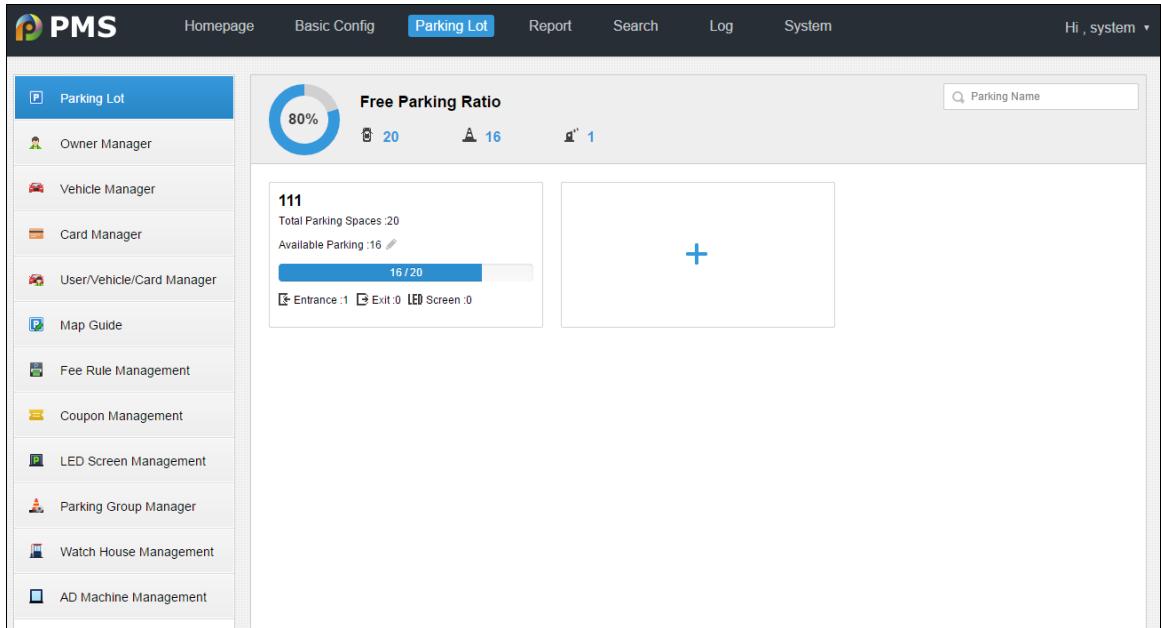 PMS Homepage Basic Config Parking Lot Report Search Log System Hi , system
Parking Lot
Owner Manager
Vehicle Manager
Card Manager
User/Vehicle/Card Manager
Map Guide
Fee Rule Management
Coupon Management
LED Screen Management
Parking Group Manager
Watch House Management
AD Machine Management
80%
Free Parking Ratio
20 16 1
Parking Name
111
Total Parking Spaces :20
Available Parking :16
16 / 20
Entrance :1 Exit :0 LED Screen :0
+